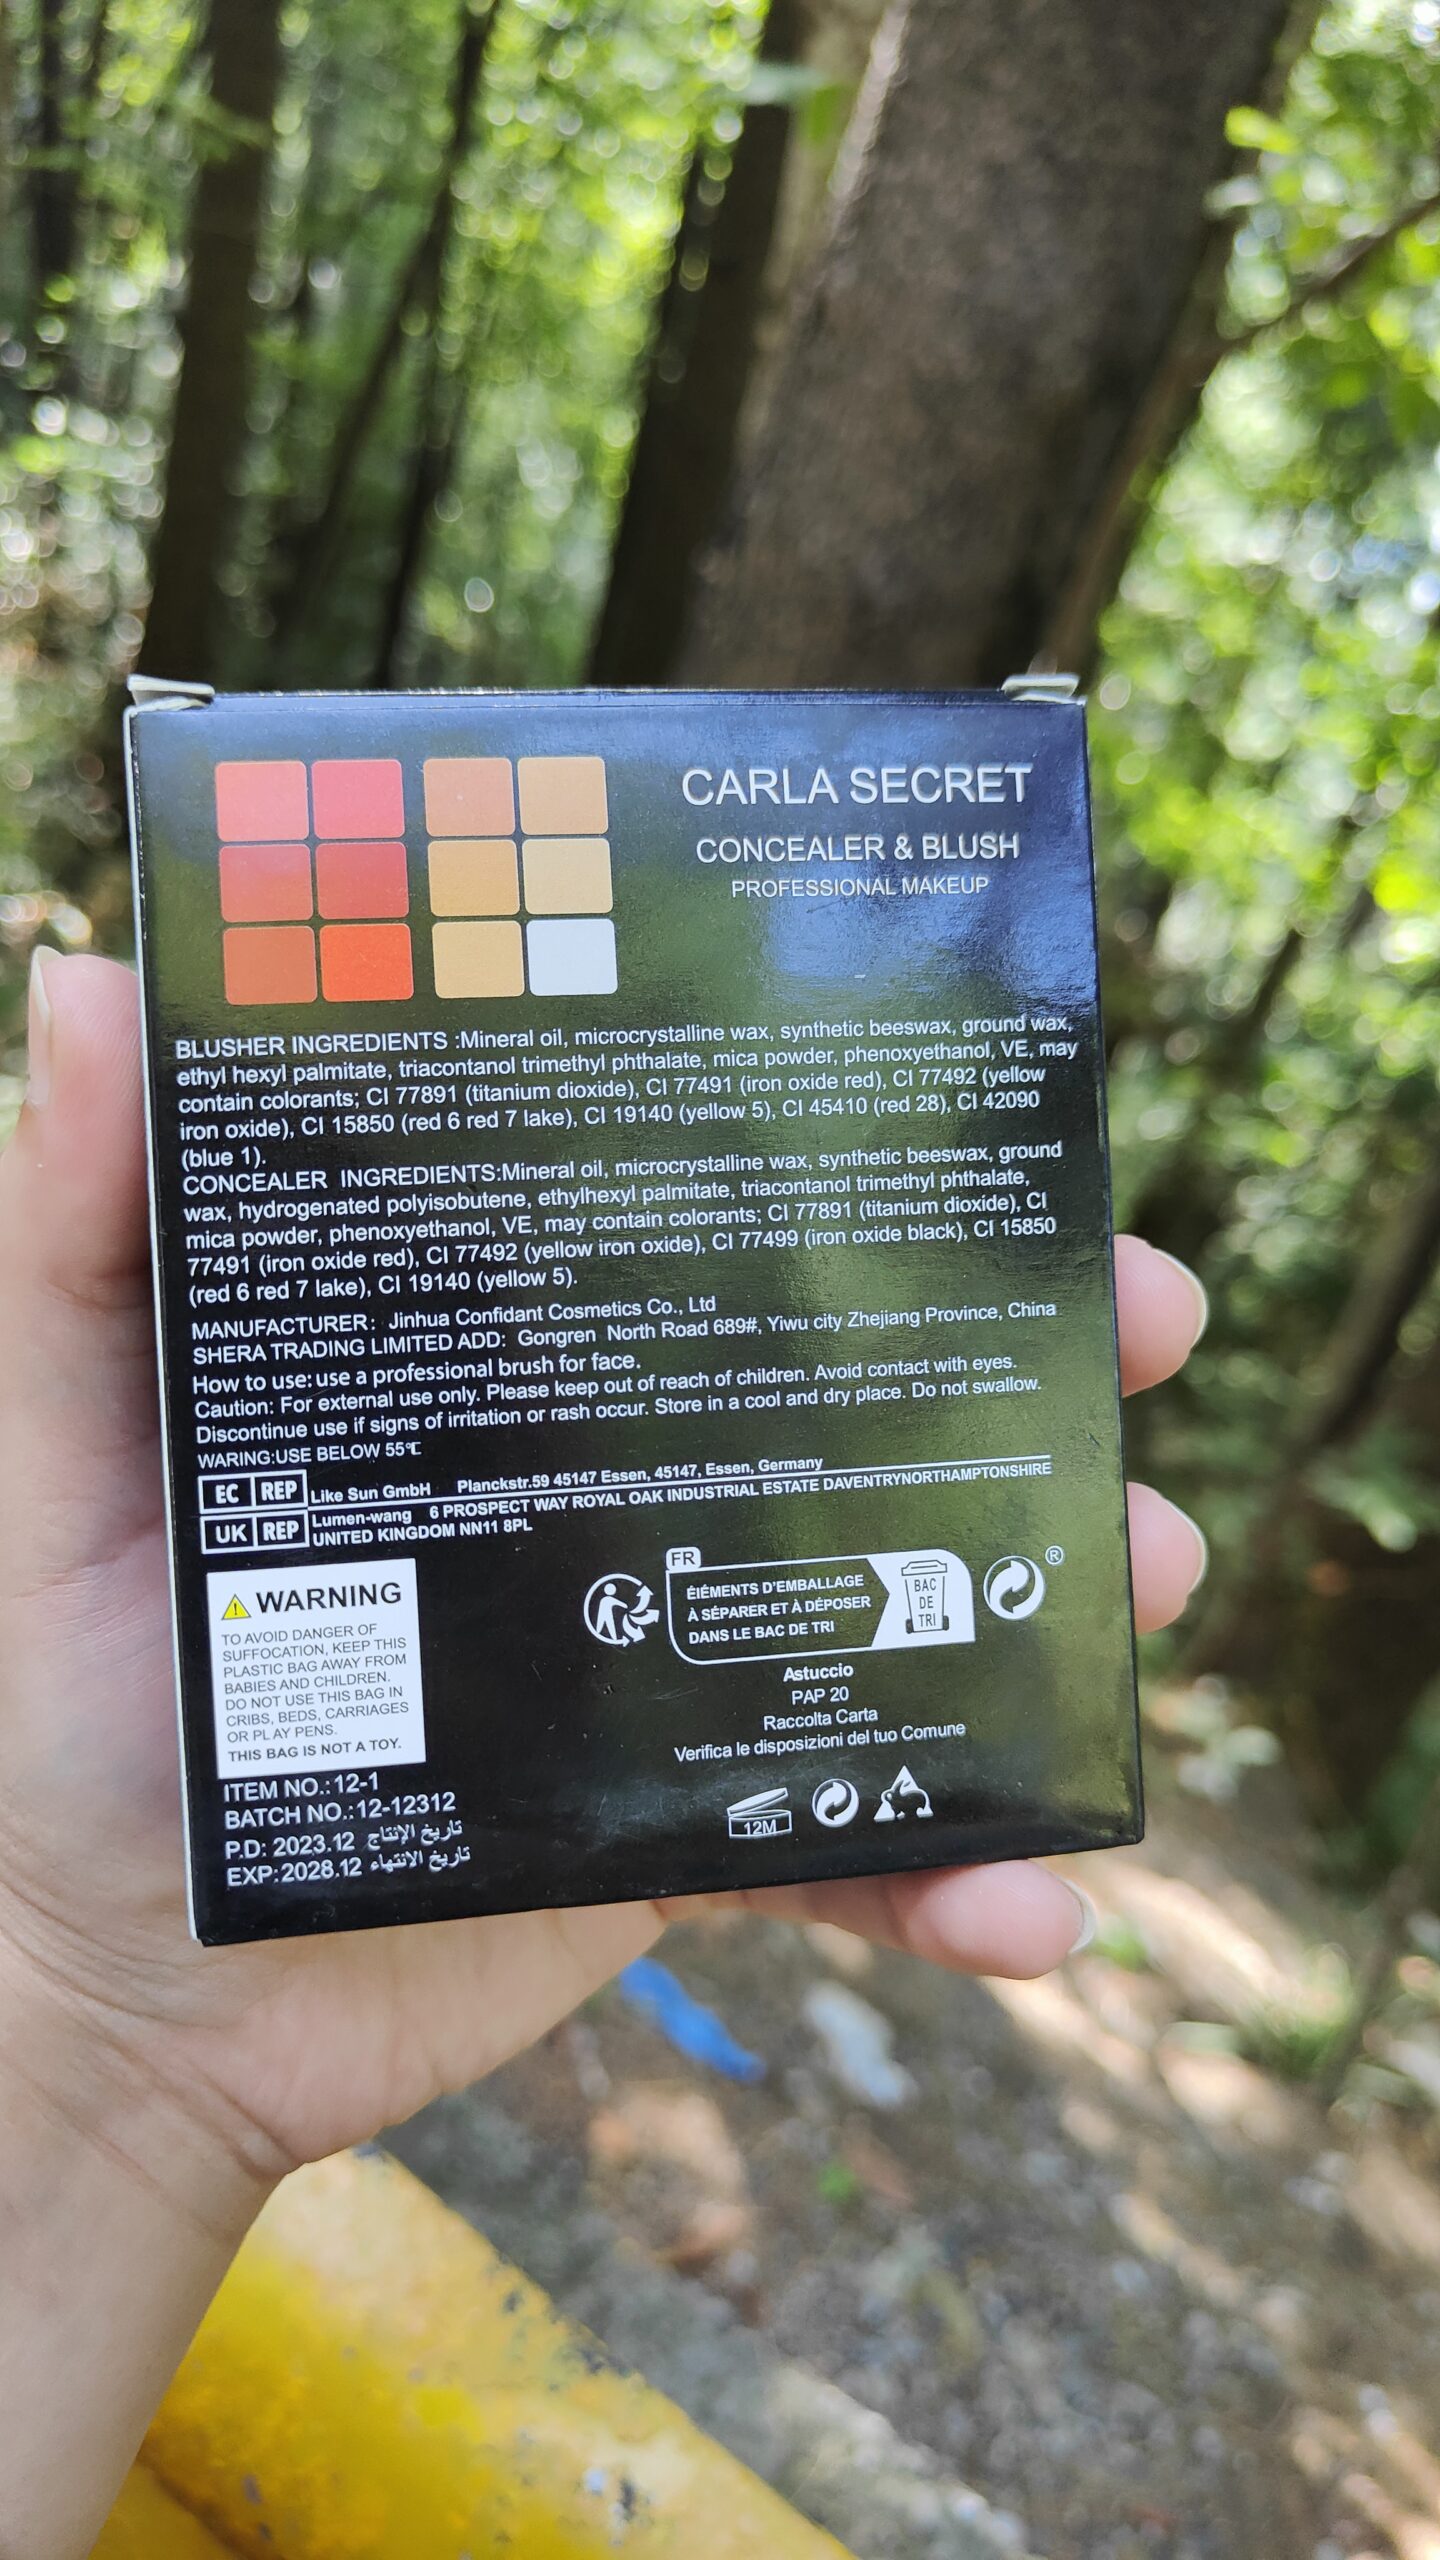 CARLA SECRET
CONCEALER & BLUSH
PROFESSIONAL MAKEUP
BLUSHER INGREDIENTS :Mineral oil, microcrystalline wax, synthetic beeswax, ground wax,
ethyl hexyl palmitate, triacontanol trimethyl phthalate, mica powder, phenoxyethanol, VE, may
contain colorants; CI 77891 (titanium dioxide), CI 77491 (iron oxide red), CI 77492 (yellow
iron oxide), CI 15850 (red 6 red 7 lake), CI 19140 (yellow 5), CI 45410 (red 28), CI 42090
(blue 1).
CONCEALER INGREDIENTS:Mineral oil, microcrystalline wax, synthetic beeswax, ground
wax, hydrogenated polyisobutene, ethylhexyl palmitate, triacontanol trimethyl phthalate,
mica powder, phenoxyethanol, VE, may contain colorants; CI 77891 (titanium dioxide), CI
77491 (iron oxide red), CI 77492 (yellow iron oxide), CI 77499 (iron oxide black), CI 15850
(red 6 red 7 lake), CI 19140 (yellow 5).
MANUFACTURER: Jinhua Confidant Cosmetics Co., Ltd
SHERA TRADING LIMITED ADD: Gongren North Road 689#, Yiwu city Zhejiang Province, China
How to use: use a professional brush for face.
Caution: For external use only. Please keep out of reach of children. Avoid contact with eyes.
Discontinue use if signs of irritation or rash occur. Store in a cool and dry place. Do not swallow.
WARING:USE BELOW 55℃
EC REP Like Sun GmbH Planckstr.59 45147 Essen, 45147, Essen, Germany
UK REP Lumen-wang 6 PROSPECT WAY ROYAL OAK INDUSTRIAL ESTATE DAVENTRYNORTHAMPTONSHIRE
UNITED KINGDOM NN11 8PL
WARNING
TO AVOID DANGER OF
SUFFOCATION, KEEP THIS
PLASTIC BAG AWAY FROM
BABIES AND CHILDREN.
DO NOT USE THIS BAG IN
CRIBS, BEDS, CARRIAGES
OR PLAY PENS.
THIS BAG IS NOT A TOY.
FR
ÉIÉMENTS D'EMBALLAGE
À SÉPARER ET À DÉPOSER
DANS LE BAC DE TRI
BAC
DE
TRI
®
Astuccio
PAP 20
Raccolta Carta
Verifica le disposizioni del tuo Comune
ITEM NO.:12-1
BATCH NO.:12-12312
P.D: 2023.12 تاريخ الإنتاج
EXP:2028.12 تاريخ الانتهاء
12M